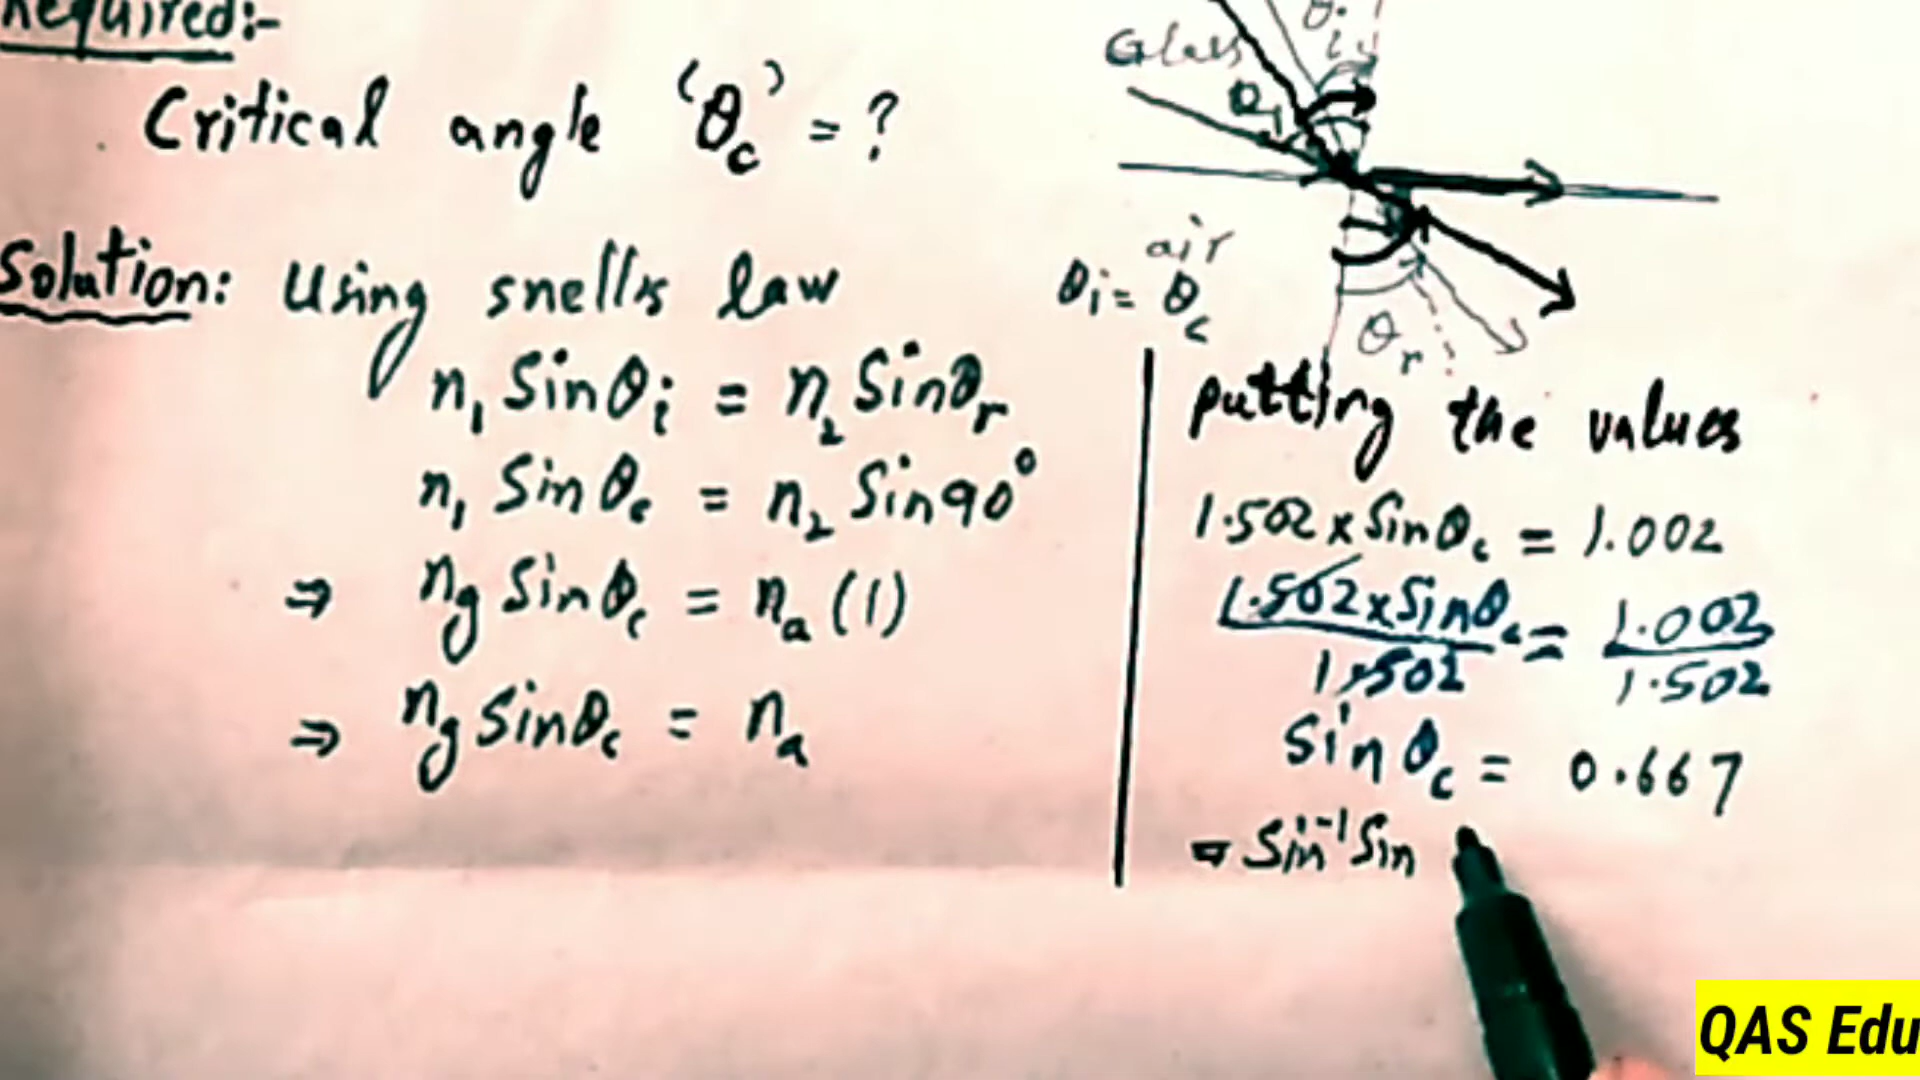 Required:-
Critical angle 'θc' = ?
Solution: Using snells law
n₁ Sinθi = n₂ Sinθr
n₁ Sinθc = n₂ Sin90°
⇒ ng Sinθc = na (1)
⇒ ng Sinθc = na
θi
Glass
θ1
air
θi = θc
θr
putting the values
1.502 x Sinθc = 1.002
1.502 x Sinθc / 1.502 = 1.002 / 1.502
Sinθc = 0.667
Sin⁻¹ Sin
QAS Edu